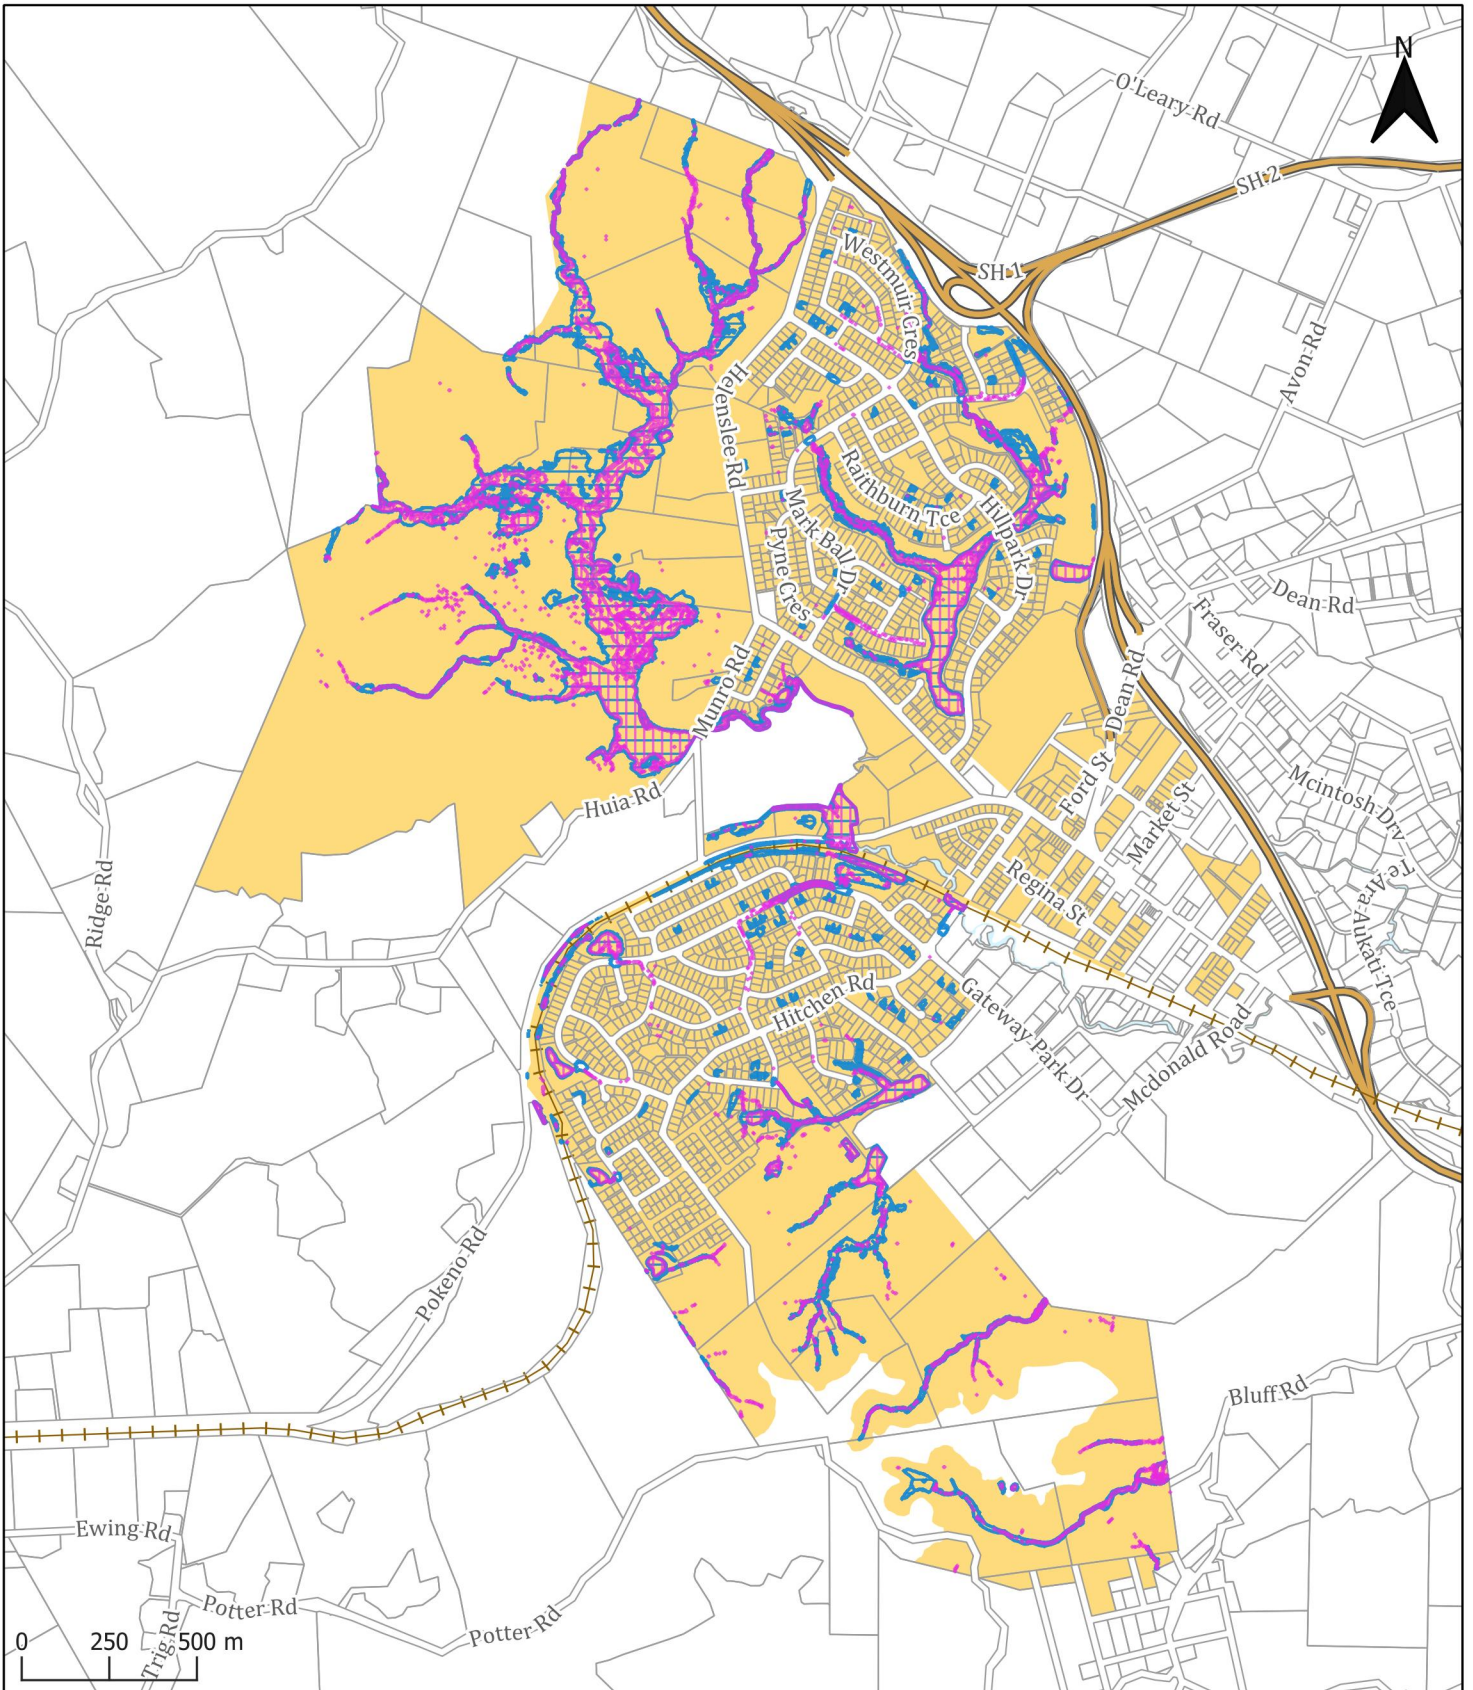 N
O'Leary Rd
SH 2
Westmuir Cres
SH 1
Avon Rd
Helenslee Rd
Raithburn Tce
Mark Ball Dr
Hillpark Dr
Pyne Cres
Dean Rd
Fraser Rd
Munro Rd
Dean Rd
Huia Rd
Ford St
Market St
Mcintosh Drv
Te Ara Aukati Tce
Regina St
Ridge Rd
Hitchen Rd
Gateway Park Dr
Mcdonald Road
Pokeno Rd
Bluff Rd
Ewing Rd
Potter Rd
Potter Rd
Trig Rd
0 250 500 m